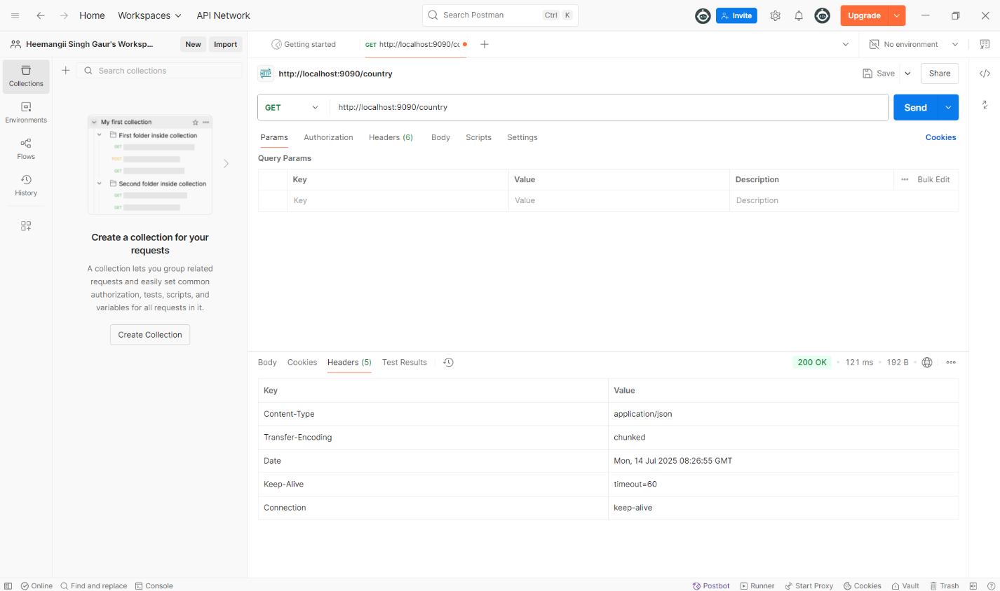 Home
Workspaces
API Network
Search Postman
Ctrl
K
Invite
Upgrade
Heemangii Singh Gaur's Worksp...
New
Import
Getting started
GET http://localhost:9090/cc
No environment
Collections
Environments
Flows
History
Search collections
My first collection
First folder inside collection
GET
POST
GET
Second folder inside collection
GET
GET
Create a collection for your
requests
A collection lets you group related
requests and easily set common
authorization, tests, scripts, and
variables for all requests in it.
Create Collection
HTTP
http://localhost:9090/country
Save
Share
GET
http://localhost:9090/country
Send
Params
Authorization
Headers (6)
Body
Scripts
Settings
Cookies
Query Params
Key
Value
Description
Bulk Edit
Key
Value
Description
Body
Cookies
Headers (5)
Test Results
200 OK
121 ms
192 B
Key
Value
Content-Type
application/json
Transfer-Encoding
chunked
Date
Mon, 14 Jul 2025 08:26:55 GMT
Keep-Alive
timeout=60
Connection
keep-alive
Online
Find and replace
Console
Postbot
Runner
Start Proxy
Cookies
Vault
Trash